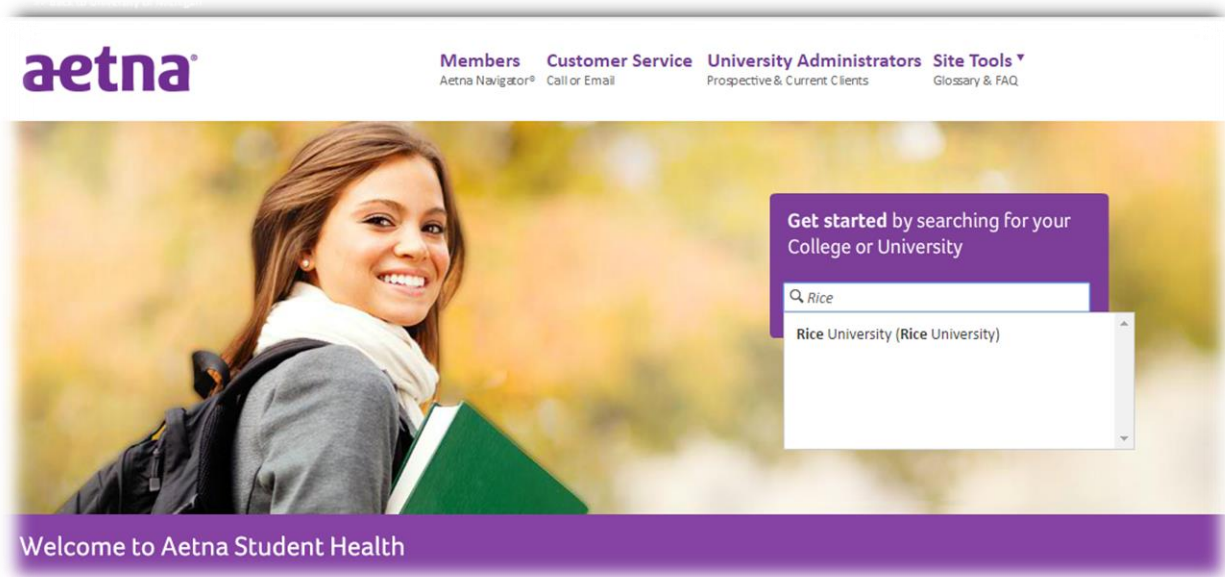 aetna®
Members Customer Service University Administrators Site Tools ▼
Aetna Navigator® Call or Email Prospective & Current Clients Glossary & FAQ
Get started by searching for your
College or University
Rice
Rice University (Rice University)
Welcome to Aetna Student Health